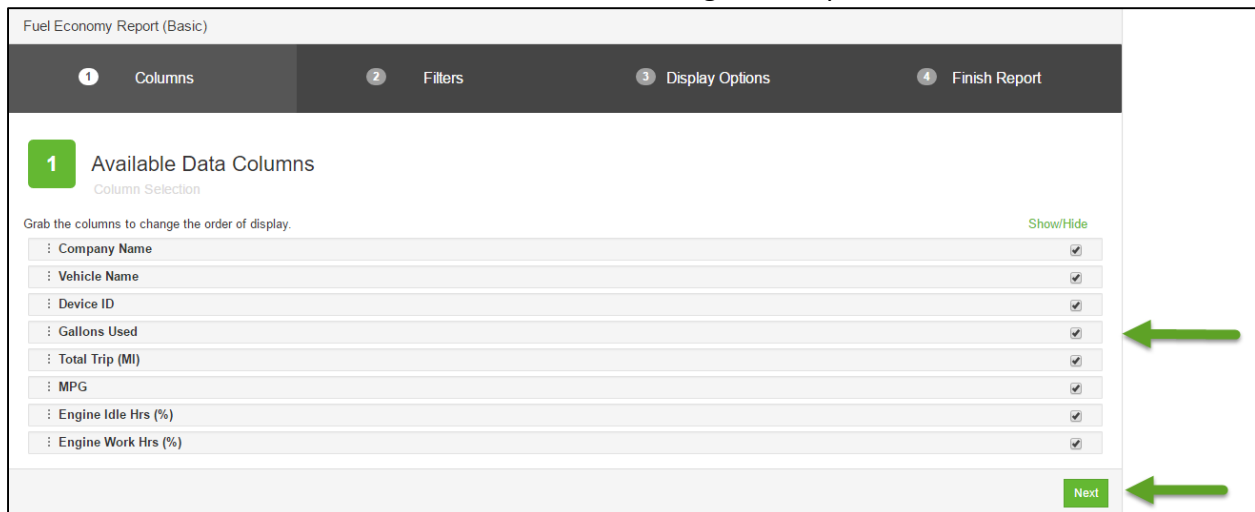 Fuel Economy Report (Basic)
1 Columns 2 Filters 3 Display Options 4 Finish Report
1 Available Data Columns
Column Selection
Grab the columns to change the order of display. Show/Hide
Company Name
Vehicle Name
Device ID
Gallons Used
Total Trip (MI)
MPG
Engine Idle Hrs (%)
Engine Work Hrs (%)
Next